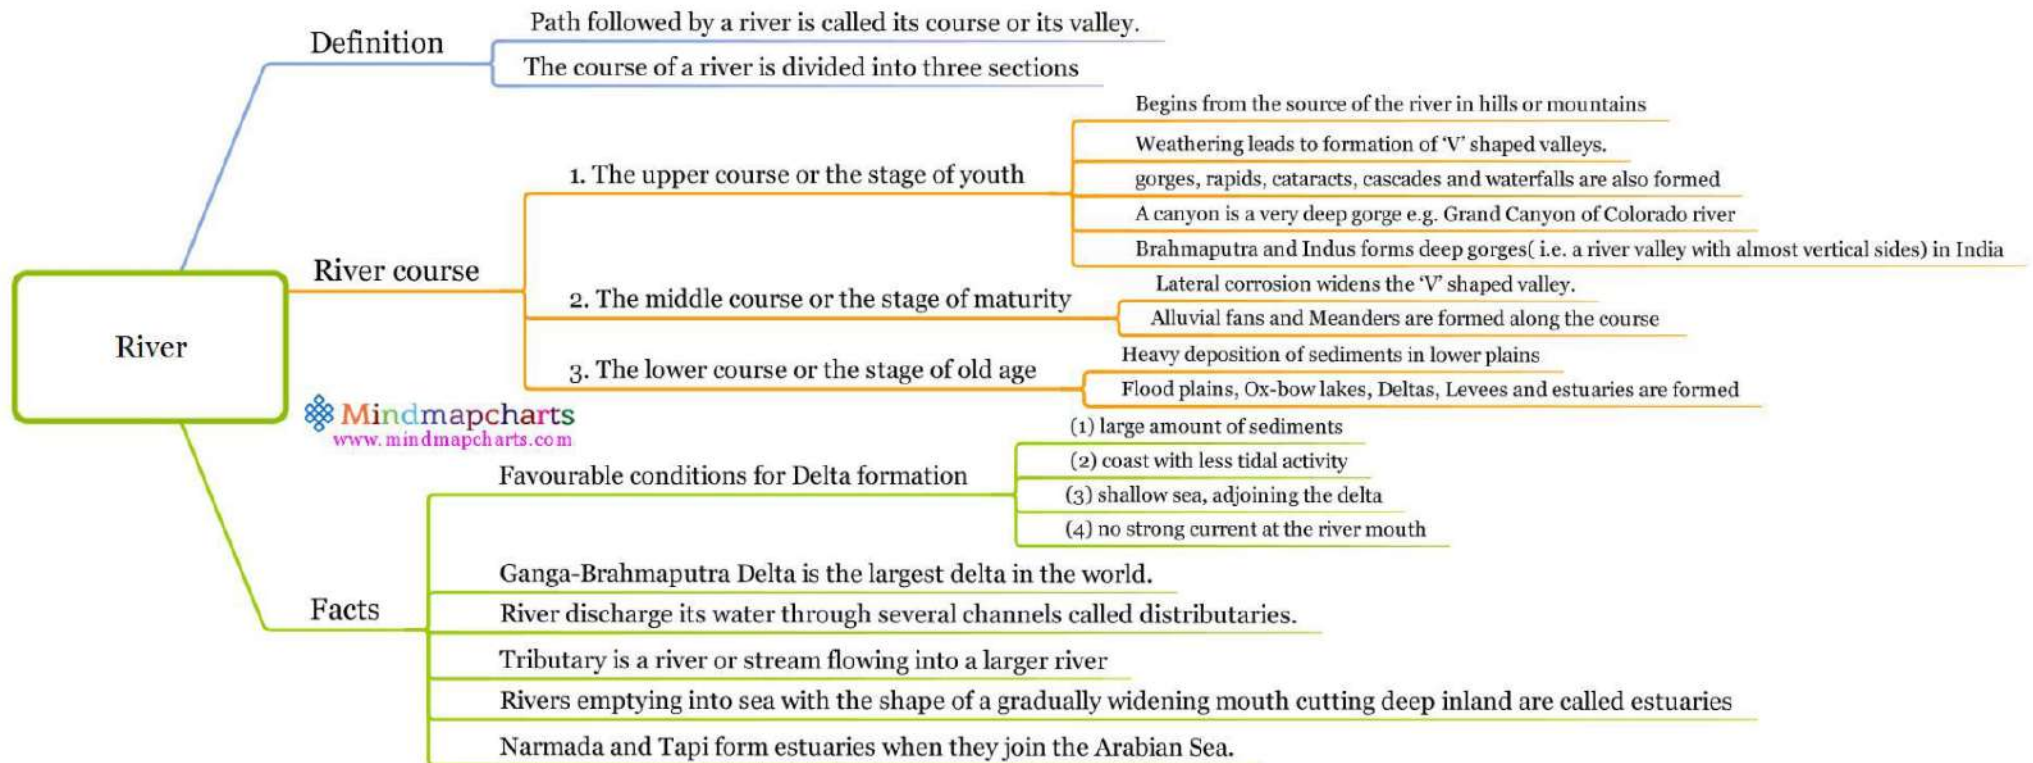 Definition
Path followed by a river is called its course or its valley.
The course of a river is divided into three sections
River
River course
1. The upper course or the stage of youth
Begins from the source of the river in hills or mountains
Weathering leads to formation of ‘V’ shaped valleys.
gorges, rapids, cataracts, cascades and waterfalls are also formed
A canyon is a very deep gorge e.g. Grand Canyon of Colorado river
Brahmaputra and Indus forms deep gorges( i.e. a river valley with almost vertical sides) in India
2. The middle course or the stage of maturity
Lateral corrosion widens the ‘V’ shaped valley.
Alluvial fans and Meanders are formed along the course
3. The lower course or the stage of old age
Heavy deposition of sediments in lower plains
Flood plains, Ox-bow lakes, Deltas, Levees and estuaries are formed
Mindmapcharts
www.mindmapcharts.com
Facts
Favourable conditions for Delta formation
(1) large amount of sediments
(2) coast with less tidal activity
(3) shallow sea, adjoining the delta
(4) no strong current at the river mouth
Ganga-Brahmaputra Delta is the largest delta in the world.
River discharge its water through several channels called distributaries.
Tributary is a river or stream flowing into a larger river
Rivers emptying into sea with the shape of a gradually widening mouth cutting deep inland are called estuaries
Narmada and Tapi form estuaries when they join the Arabian Sea.